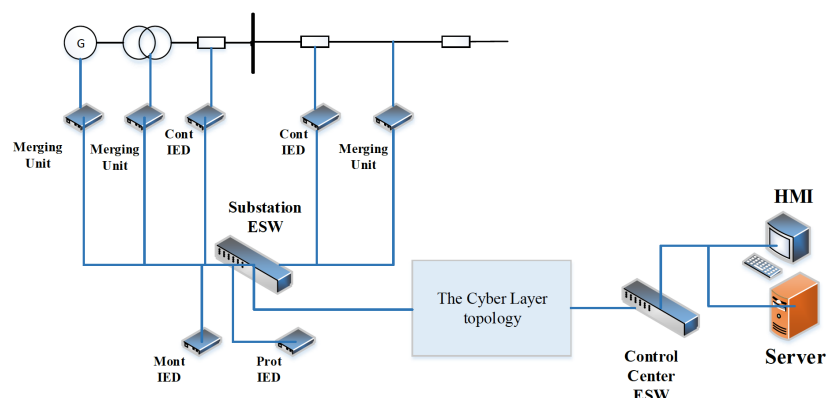 G
Merging
Unit
Merging
Unit
Cont
IED
Cont
IED
Merging
Unit
Substation
ESW
HMI
The Cyber Layer
topology
Mont
IED
Prot
IED
Control
Center
ESW
Server